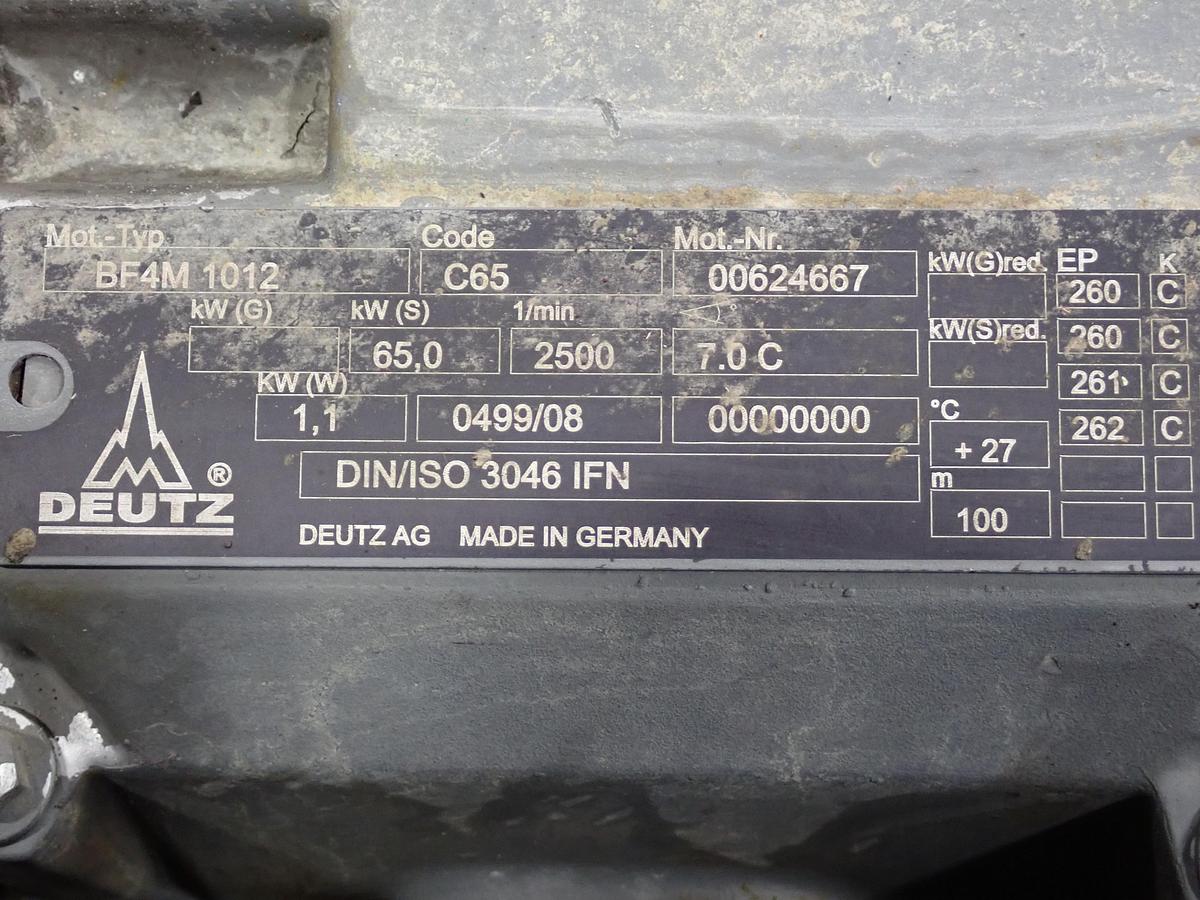 Mot.-Typ Code Mot.-Nr.
BF4M 1012 C65 00624667
kW(G)red. EP K
260 C
kW (G) kW (S) 1/min °
65,0 2500 7.0 C
kW(S)red. 260 C
261 C
KW (W)
1,1 0499/08 00000000
°C 262 C
+ 27
DIN/ISO 3046 IFN
m
100
DEUTZ ®
DEUTZ AG MADE IN GERMANY